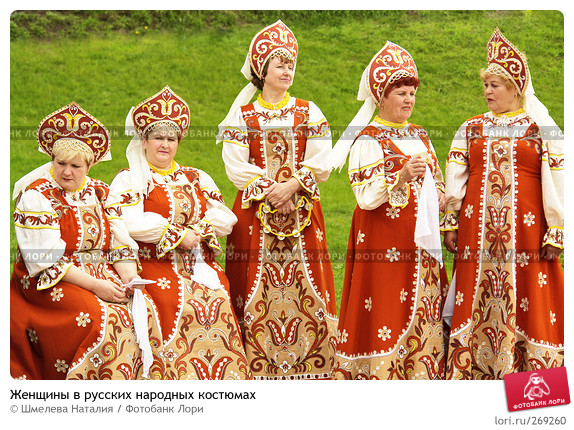 ФОТОБАНК ЛОРИ
Женщины в русских народных костюмах
© Шмелева Наталия / Фотобанк Лори
lori.ru/269260